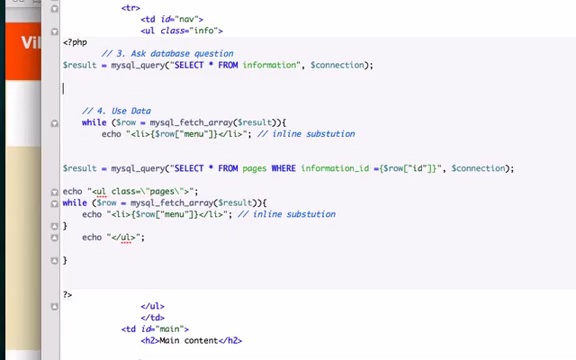 Vil
<tr>
<td id="nav">
<ul class="info">
<?php
// 3. Ask database question
$result = mysql_query("SELECT * FROM information", $connection);
// 4. Use Data
while ($row = mysql_fetch_array($result)){
echo "<li>{$row["menu"]}</li>"; // inline substution
$result = mysql_query("SELECT * FROM pages WHERE information_id ={$row["id"]}", $connection);
echo "<ul class=\"pages\">";
while ($row = mysql_fetch_array($result)){
echo "<li>{$row["menu"]}</li>"; // inline substution
}
echo "</ul>";
}
?>
</ul>
</td>
<td id="main">
<h2>Main content</h2>